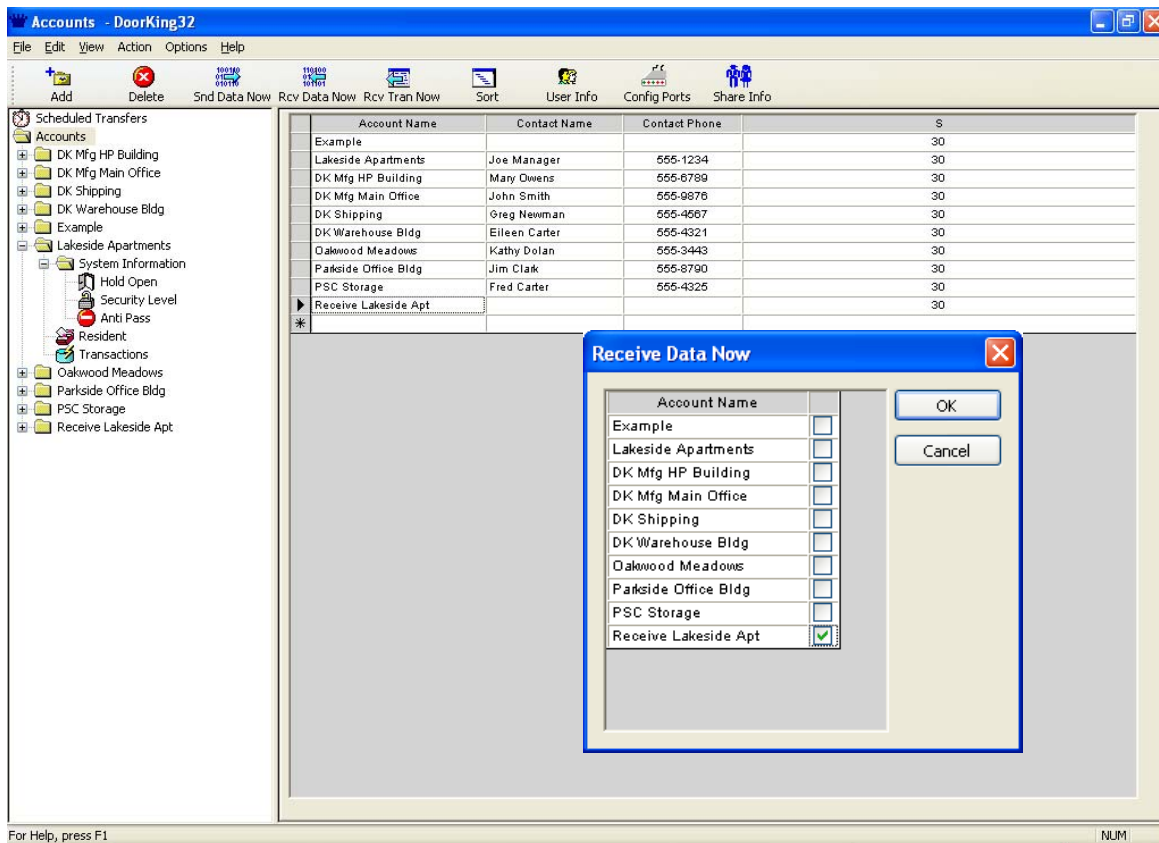 Accounts - DoorKing32
File Edit View Action Options Help
Add Delete Snd Data Now Rcv Data Now Rcv Tran Now Sort User Info Config Ports Share Info
Scheduled Transfers
Accounts
DK Mfg HP Building
DK Mfg Main Office
DK Shipping
DK Warehouse Bldg
Example
Lakeside Apartments
System Information
Hold Open
Security Level
Anti Pass
Resident
Transactions
Oakwood Meadows
Parkside Office Bldg
PSC Storage
Receive Lakeside Apt
Account Name Contact Name Contact Phone S
Example 30
Lakeside Apartments Joe Manager 555-1234 30
DK Mfg HP Building Mary Owens 555-6789 30
DK Mfg Main Office John Smith 555-9876 30
DK Shipping Greg Newman 555-4567 30
DK Warehouse Bldg Eileen Carter 555-4321 30
Oakwood Meadows Kathy Dolan 555-3443 30
Parkside Office Bldg Jim Clark 555-8790 30
PSC Storage Fred Carter 555-4325 30
Receive Lakeside Apt 30
Receive Data Now
Account Name
Example
Lakeside Apartments
DK Mfg HP Building
DK Mfg Main Office
DK Shipping
DK Warehouse Bldg
Oakwood Meadows
Parkside Office Bldg
PSC Storage
Receive Lakeside Apt
OK
Cancel
For Help, press F1 NUM